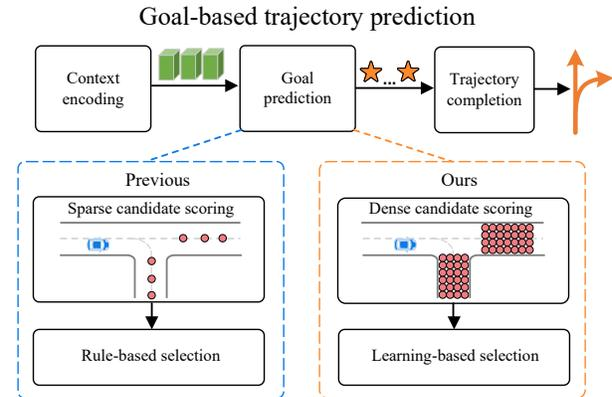 Goal-based trajectory prediction
Context
encoding
Goal
prediction
...
Trajectory
completion
Previous
Sparse candidate scoring
Rule-based selection
Ours
Dense candidate scoring
Learning-based selection